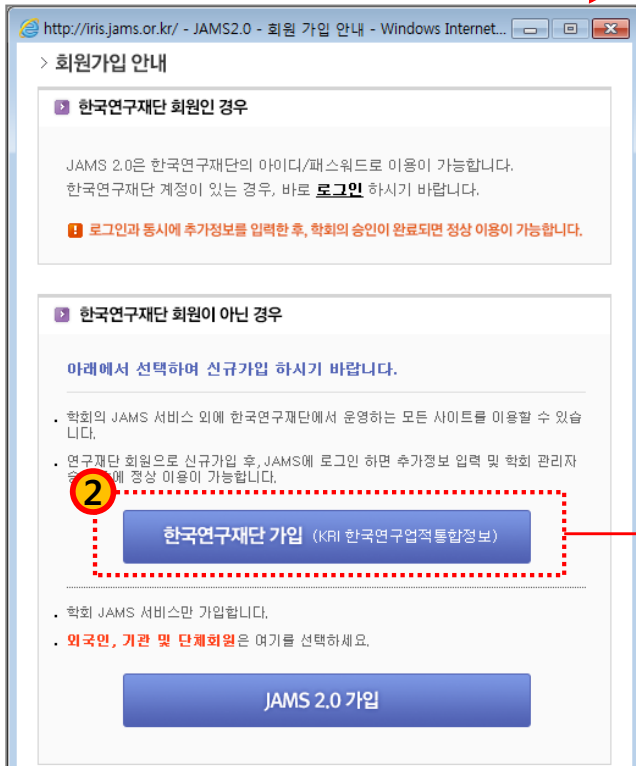 http://iris.jams.or.kr/ - JAMS2.0 - 회원 가입 안내 - Windows Internet...
> 회원가입 안내
한국연구재단 회원인 경우
JAMS 2.0은 한국연구재단의 아이디/패스워드로 이용이 가능합니다.
한국연구재단 계정이 있는 경우, 바로 로그인 하시기 바랍니다.
! 로그인과 동시에 추가정보를 입력한 후, 학회의 승인이 완료되면 정상 이용이 가능합니다.
한국연구재단 회원이 아닌 경우
아래에서 선택하여 신규가입 하시기 바랍니다.
. 학회의 JAMS 서비스 외에 한국연구재단에서 운영하는 모든 사이트를 이용할 수 있습
니다.
. 연구재단 회원으로 신규가입 후, JAMS에 로그인 하면 추가정보 입력 및 학회 관리자
에 정상 이용이 가능합니다.
2
한국연구재단 가입 (KRI 한국연구업적통합정보)
. 학회 JAMS 서비스만 가입합니다.
. 외국인, 기관 및 단체회원은 여기를 선택하세요.
JAMS 2.0 가입